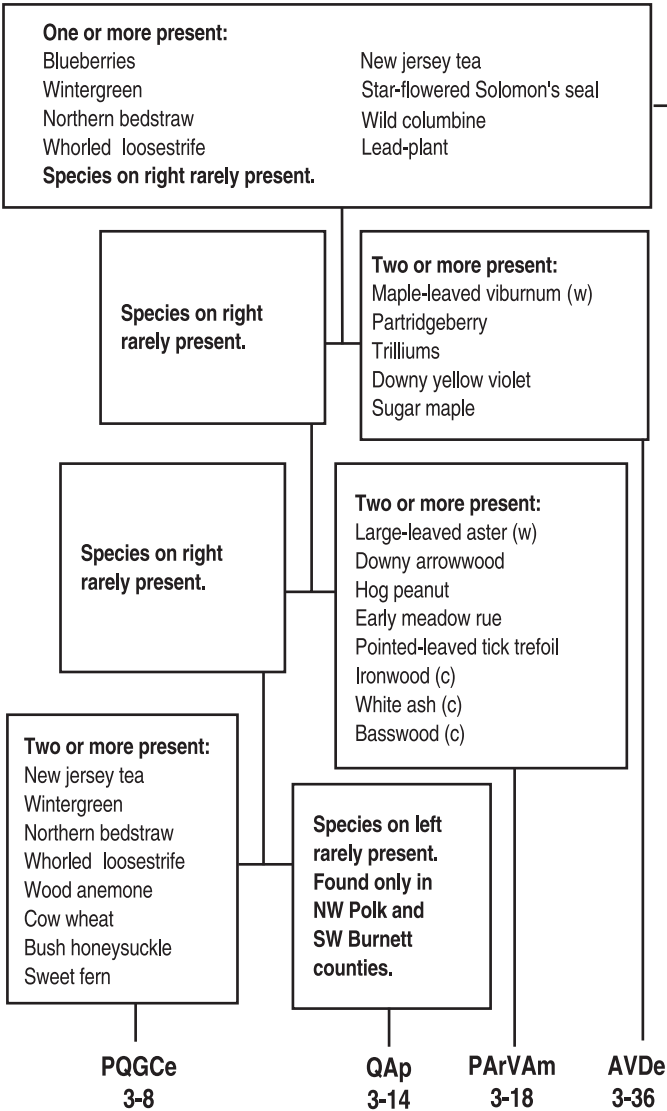 One or more present:
Blueberries
Wintergreen
Northern bedstraw
Whorled loosestrife
New jersey tea
Star-flowered Solomon's seal
Wild columbine
Lead-plant
Species on right rarely present.
Species on right
rarely present.
Two or more present:
Maple-leaved viburnum (w)
Partridgeberry
Trilliums
Downy yellow violet
Sugar maple
Species on right
rarely present.
Two or more present:
Large-leaved aster (w)
Downy arrowwood
Hog peanut
Early meadow rue
Pointed-leaved tick trefoil
Ironwood (c)
White ash (c)
Basswood (c)
Two or more present:
New jersey tea
Wintergreen
Northern bedstraw
Whorled loosestrife
Wood anemone
Cow wheat
Bush honeysuckle
Sweet fern
Species on left
rarely present.
Found only in
NW Polk and
SW Burnett
counties.
PQGCe
3-8
QAp
3-14
PArVAm
3-18
AVDe
3-36